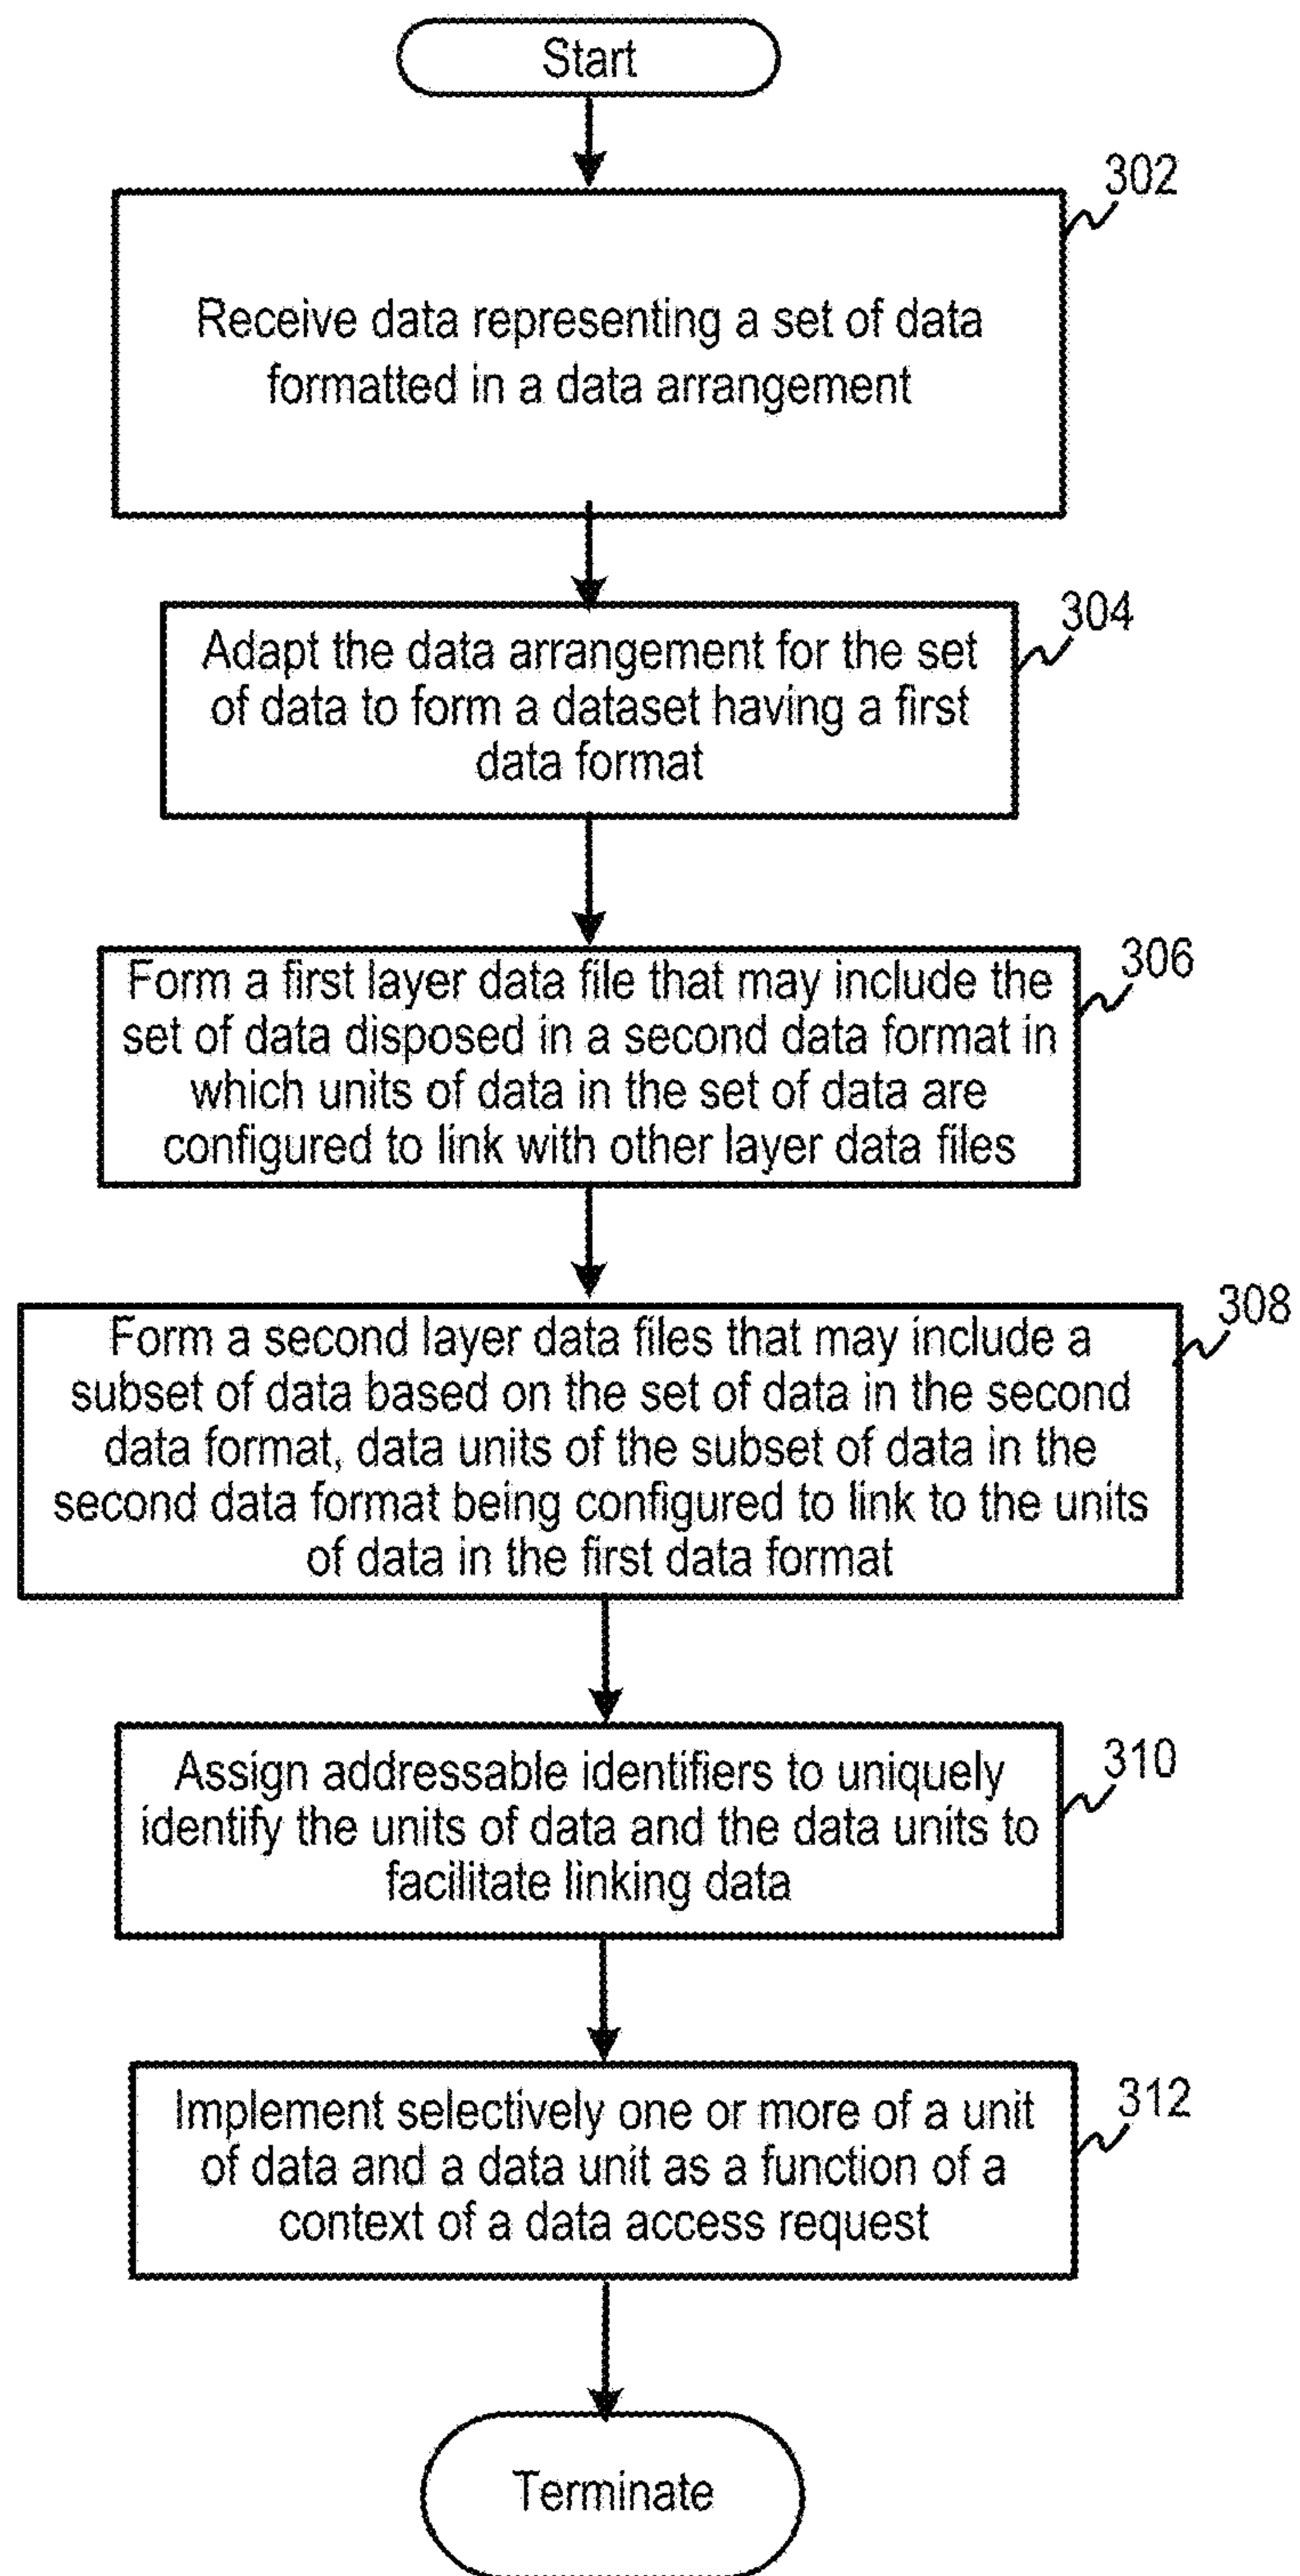 Start
302
Receive data representing a set of data
formatted in a data arrangement
304
Adapt the data arrangement for the set
of data to form a dataset having a first
data format
306
Form a first layer data file that may include the
set of data disposed in a second data format in
which units of data in the set of data are
configured to link with other layer data files
308
Form a second layer data files that may include a
subset of data based on the set of data in the second
data format, data units of the subset of data in the
second data format being configured to link to the units
of data in the first data format
310
Assign addressable identifiers to uniquely
identify the units of data and the data units to
facilitate linking data
312
Implement selectively one or more of a unit
of data and a data unit as a function of a
context of a data access request
Terminate